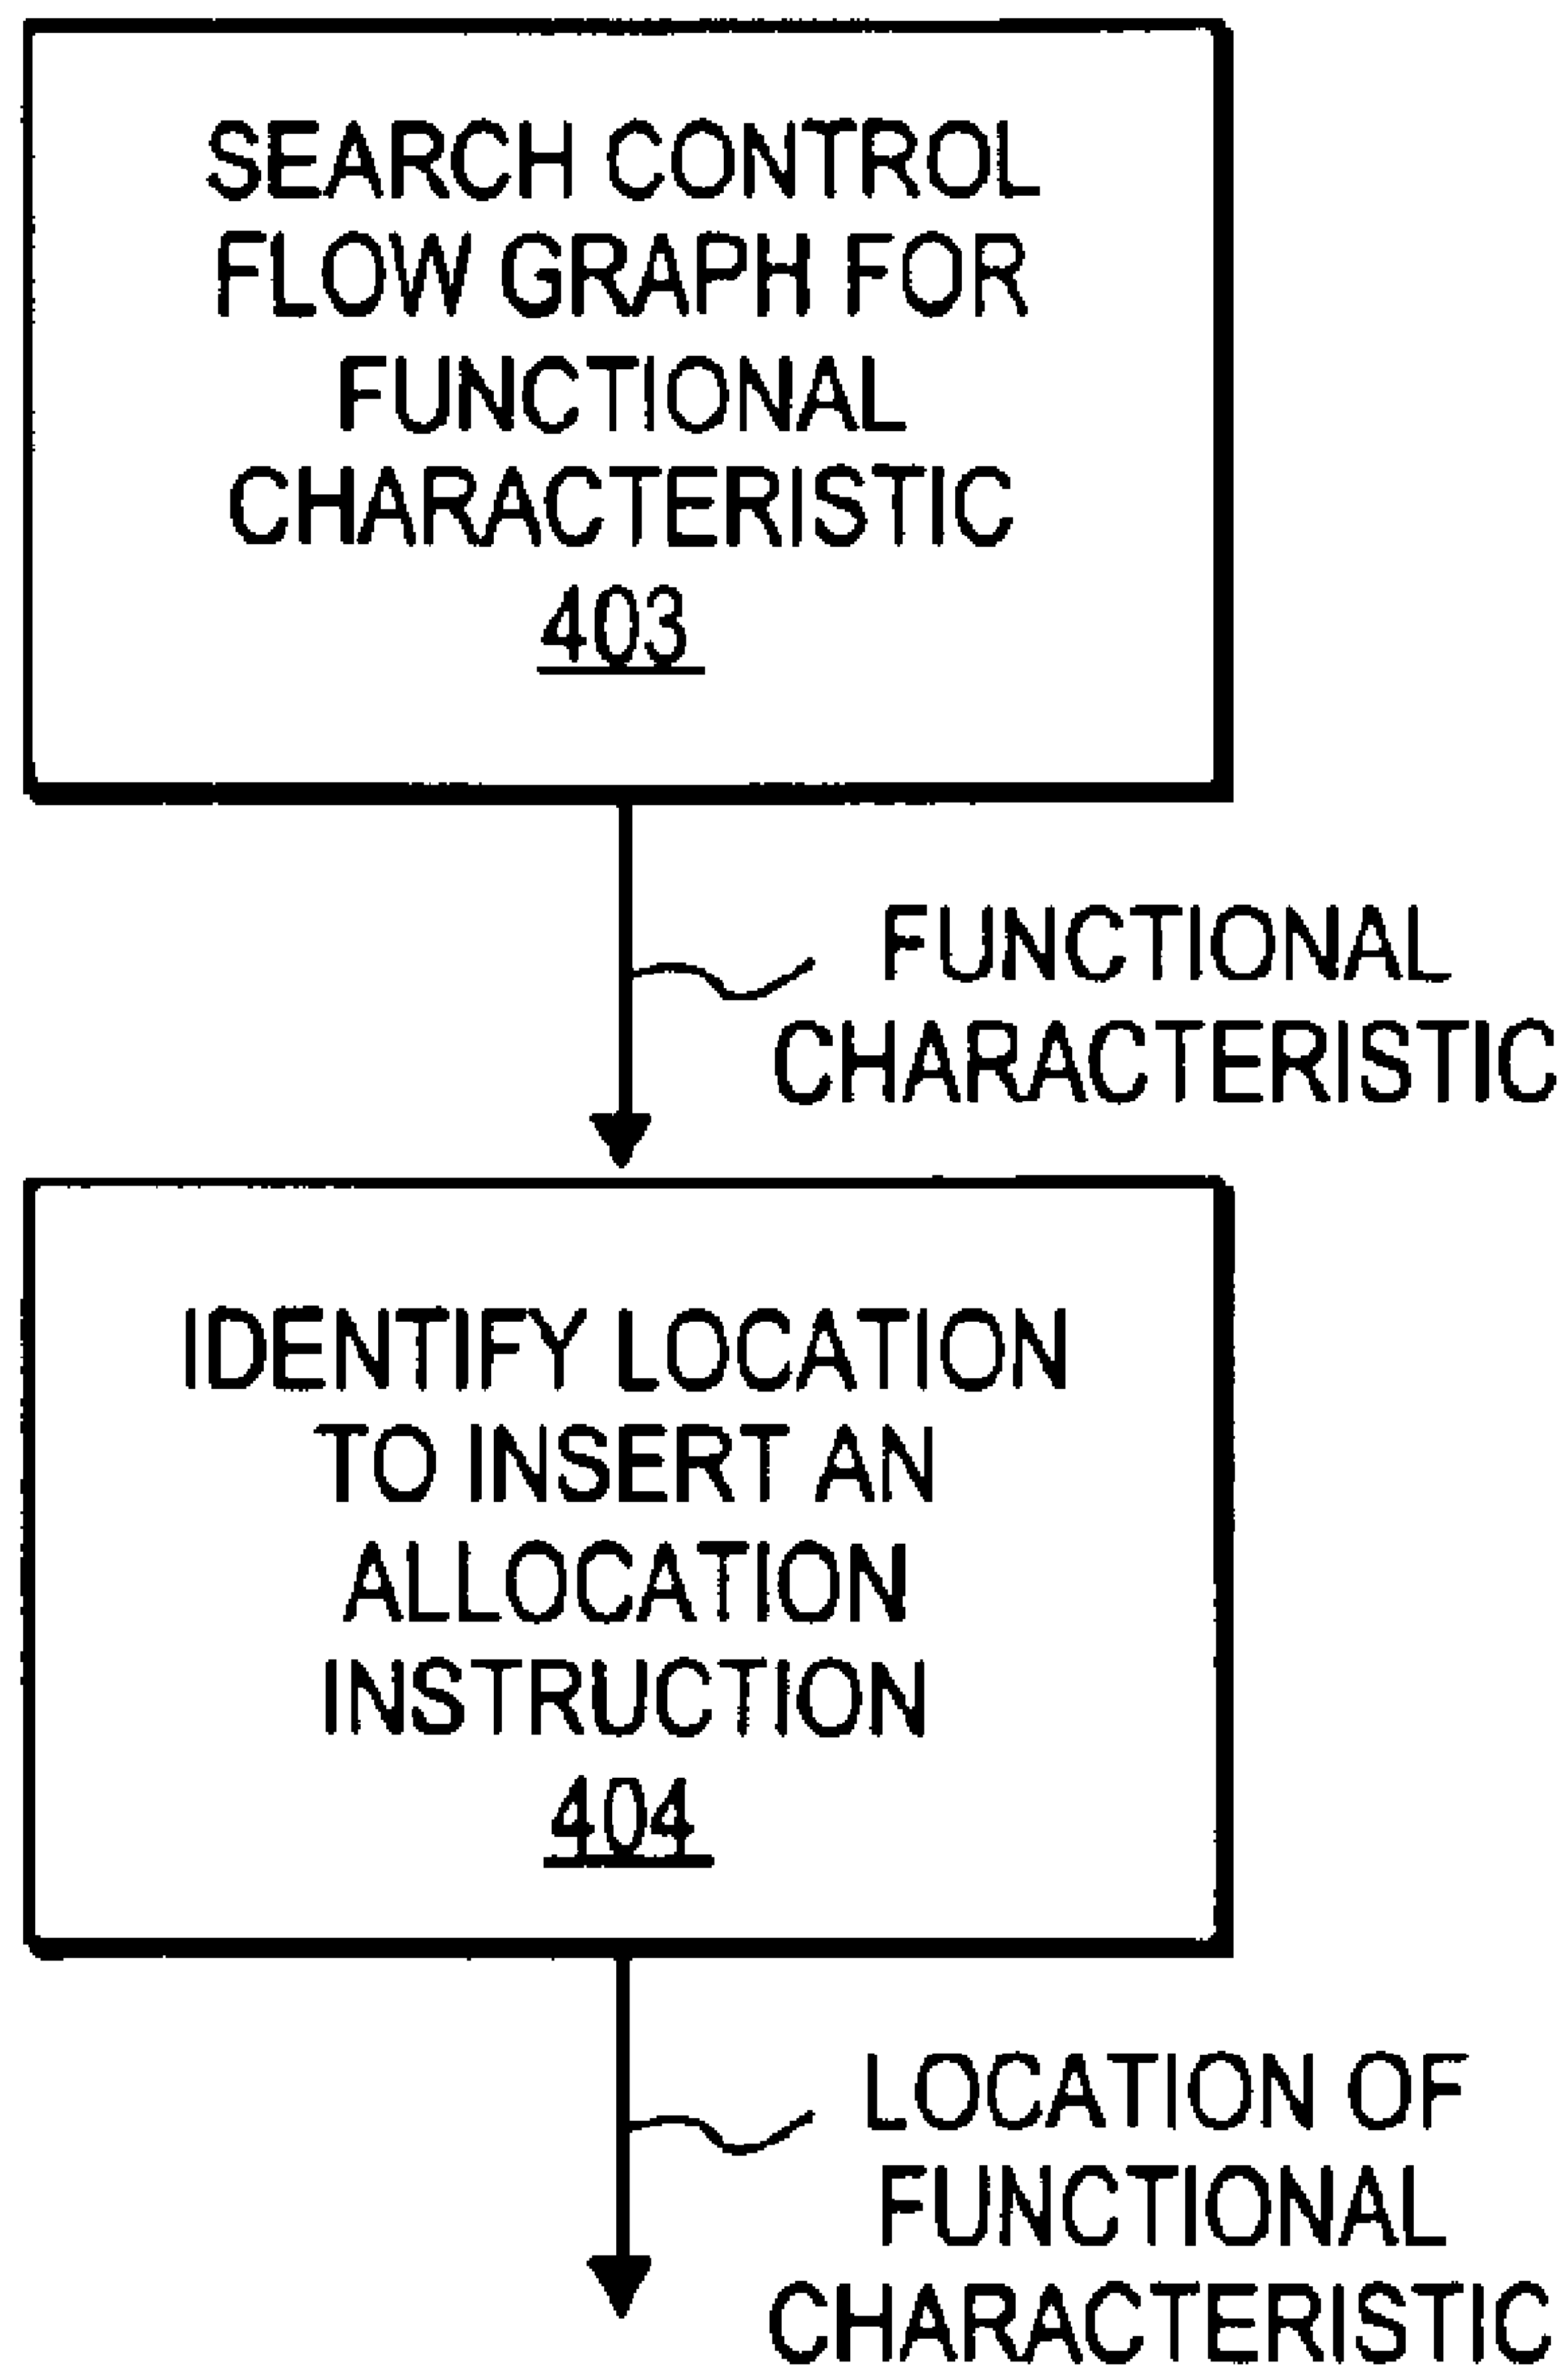 SEARCH CONTROL
FLOW GRAPH FOR
FUNCTIONAL
CHARACTERISTIC
403
FUNCTIONAL
CHARACTERISTIC
IDENTIFY LOCATION
TO INSERT AN
ALLOCATION
INSTRUCTION
404
LOCATION OF
FUNCTIONAL
CHARACTERISTIC